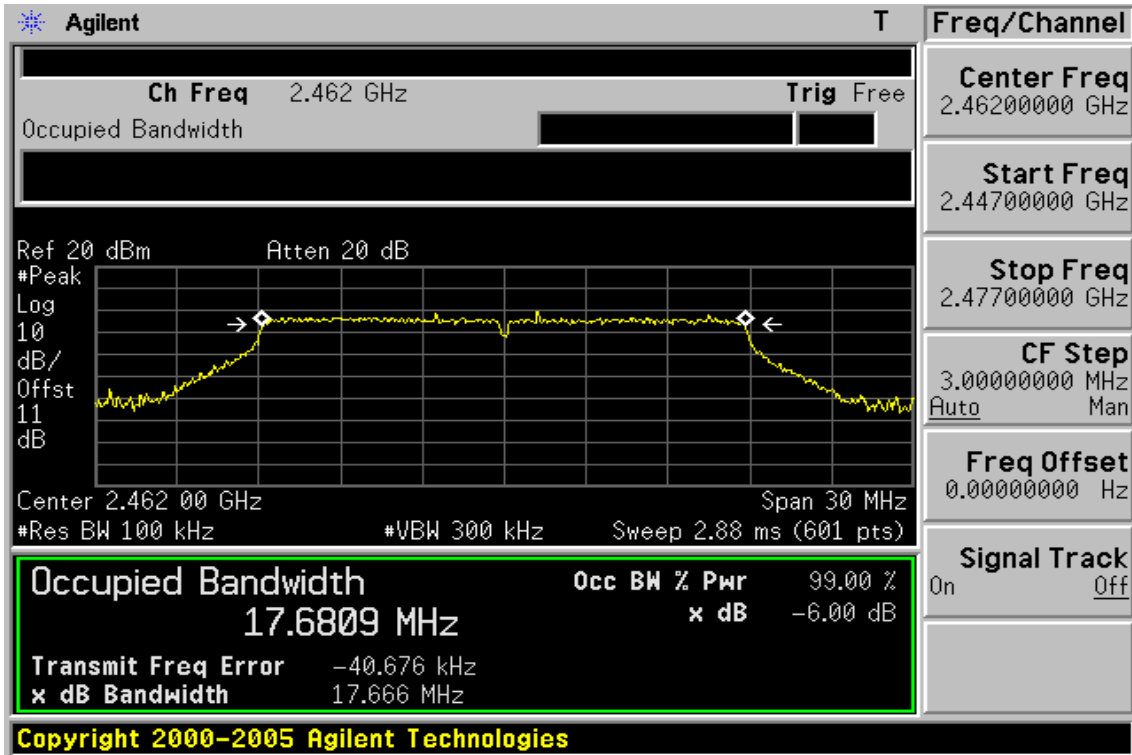 Agilent T
Freq/Channel
Ch Freq 2.462 GHz Trig Free
Occupied Bandwidth
Center Freq
2.46200000 GHz
Start Freq
2.44700000 GHz
Stop Freq
2.47700000 GHz
CF Step
3.00000000 MHz
Auto Man
Freq Offset
0.00000000 Hz
Signal Track
On Off
Ref 20 dBm Atten 20 dB
#Peak
Log
10
dB/
Offst
11
dB
Center 2.462 00 GHz Span 30 MHz
#Res BW 100 kHz #VBW 300 kHz Sweep 2.88 ms (601 pts)
Occupied Bandwidth Occ BW % Pwr 99.00 %
17.6809 MHz x dB -6.00 dB
Transmit Freq Error -40.676 kHz
x dB Bandwidth 17.666 MHz
Copyright 2000-2005 Agilent Technologies